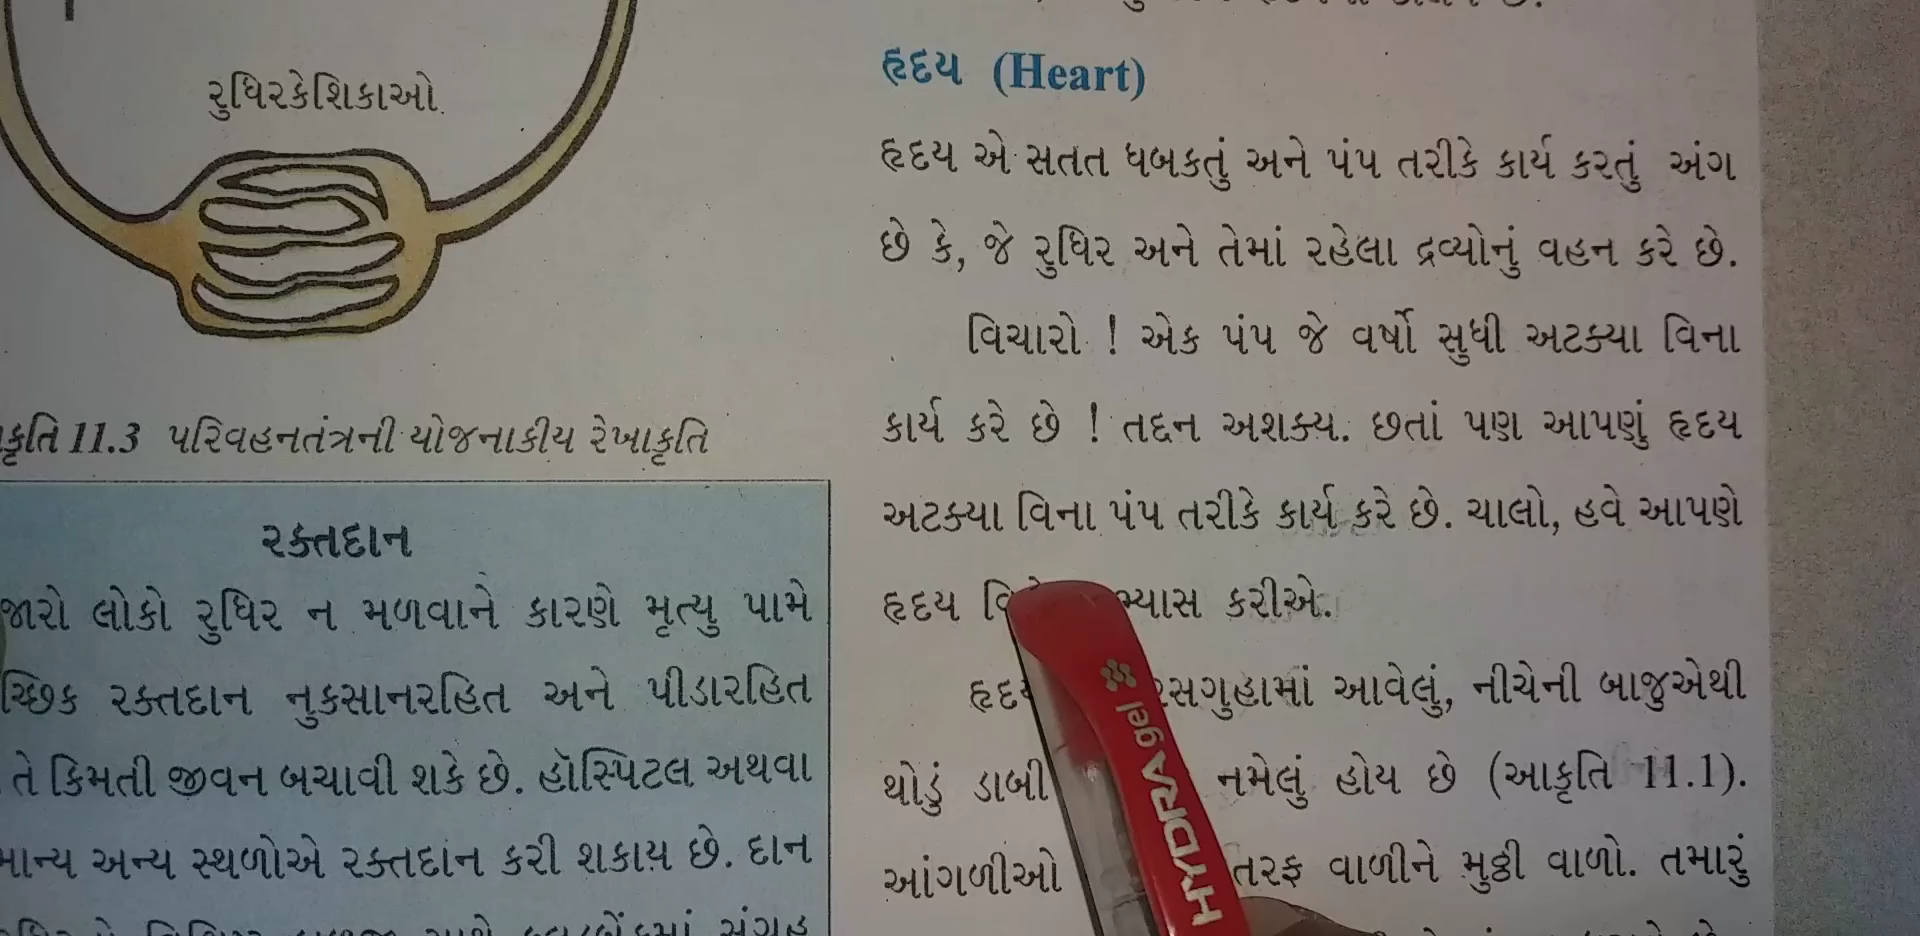 રુધિરકેશિકાઓ
કૃતિ 11.3 પરિવહનતંત્રની યોજનાકીય રેખાકૃતિ
રક્તદાન
લોકો રુધિર ન મળવાને કારણે મૃત્યુ પામે
રક્તદાન નુકસાનરહિત અને પીડારહિત
તે કિંમતી જીવન બચાવી શકે છે. હૉસ્પિટલ અથવા
અન્ય સ્થળોએ રક્તદાન કરી શકાય છે. દાન
હૃદય (Heart)
હૃદય એ સતત ધબકતું અને પંપ તરીકે કાર્ય કરતું અંગ
છે કે, જે રુધિર અને તેમાં રહેલા દ્રવ્યોનું વહન કરે છે.
વિચારો ! એક પંપ જે વર્ષો સુધી અટક્યા વિના
કાર્ય કરે છે ! તદ્દન અશક્ય. છતાં પણ આપણું હૃદય
અટક્યા વિના પંપ તરીકે કાર્ય કરે છે. ચાલો, હવે આપણે
હૃદય ભ્યાસ કરીએ.
રસગુહામાં આવેલું, નીચેની બાજુએથી
થોડું ડાબી નમેલું હોય છે (આકૃતિ 11.1).
આંગળીઓ તરફ વાળીને મુઠ્ઠી વાળો. તમારું
HYDRA gel